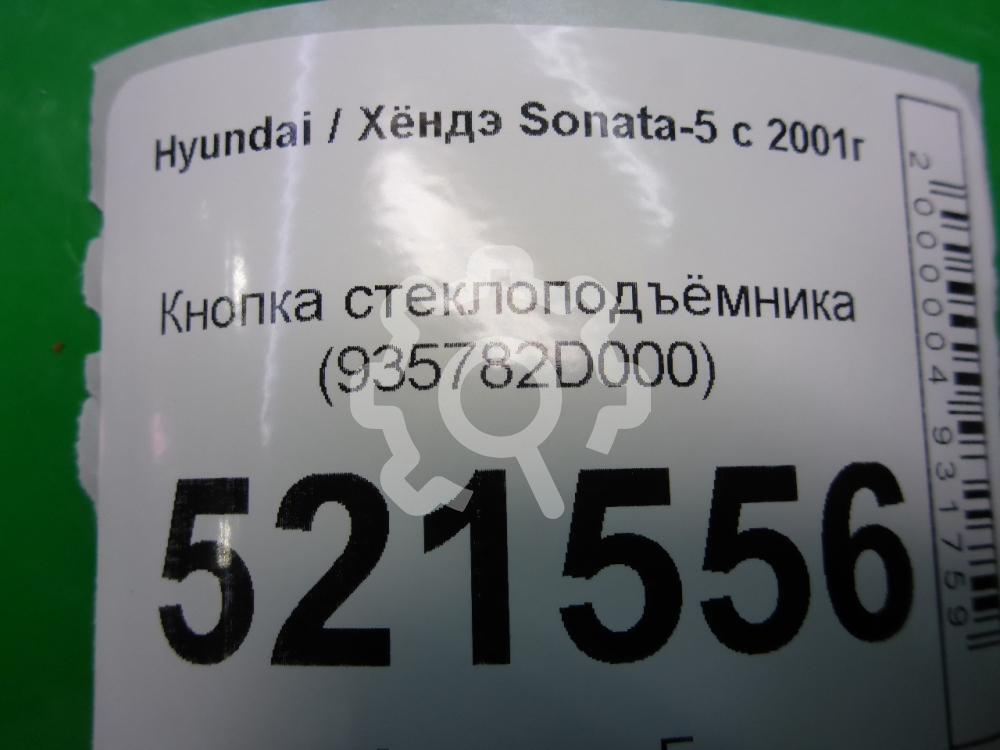 Hyundai / Хёндэ Sonata-5 с 2001г
Кнопка стеклоподъёмника
(935782D000)
521556
2000004931759